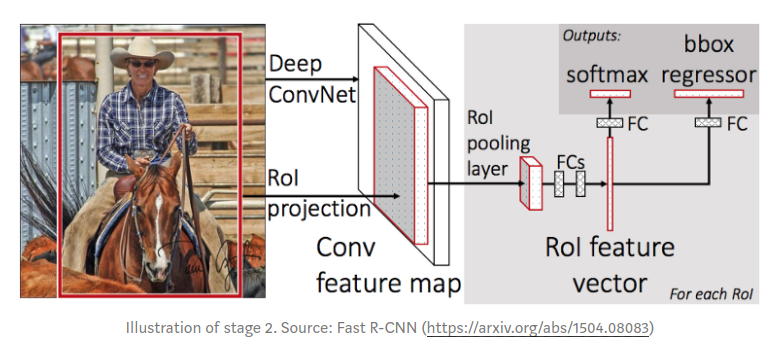 Deep
ConvNet
RoI
projection
Conv
feature map
RoI
pooling
layer
FCs
RoI feature
vector
For each RoI
Outputs:
softmax
bbox
regressor
FC
FC
Illustration of stage 2. Source: Fast R-CNN (https://arxiv.org/abs/1504.08083)